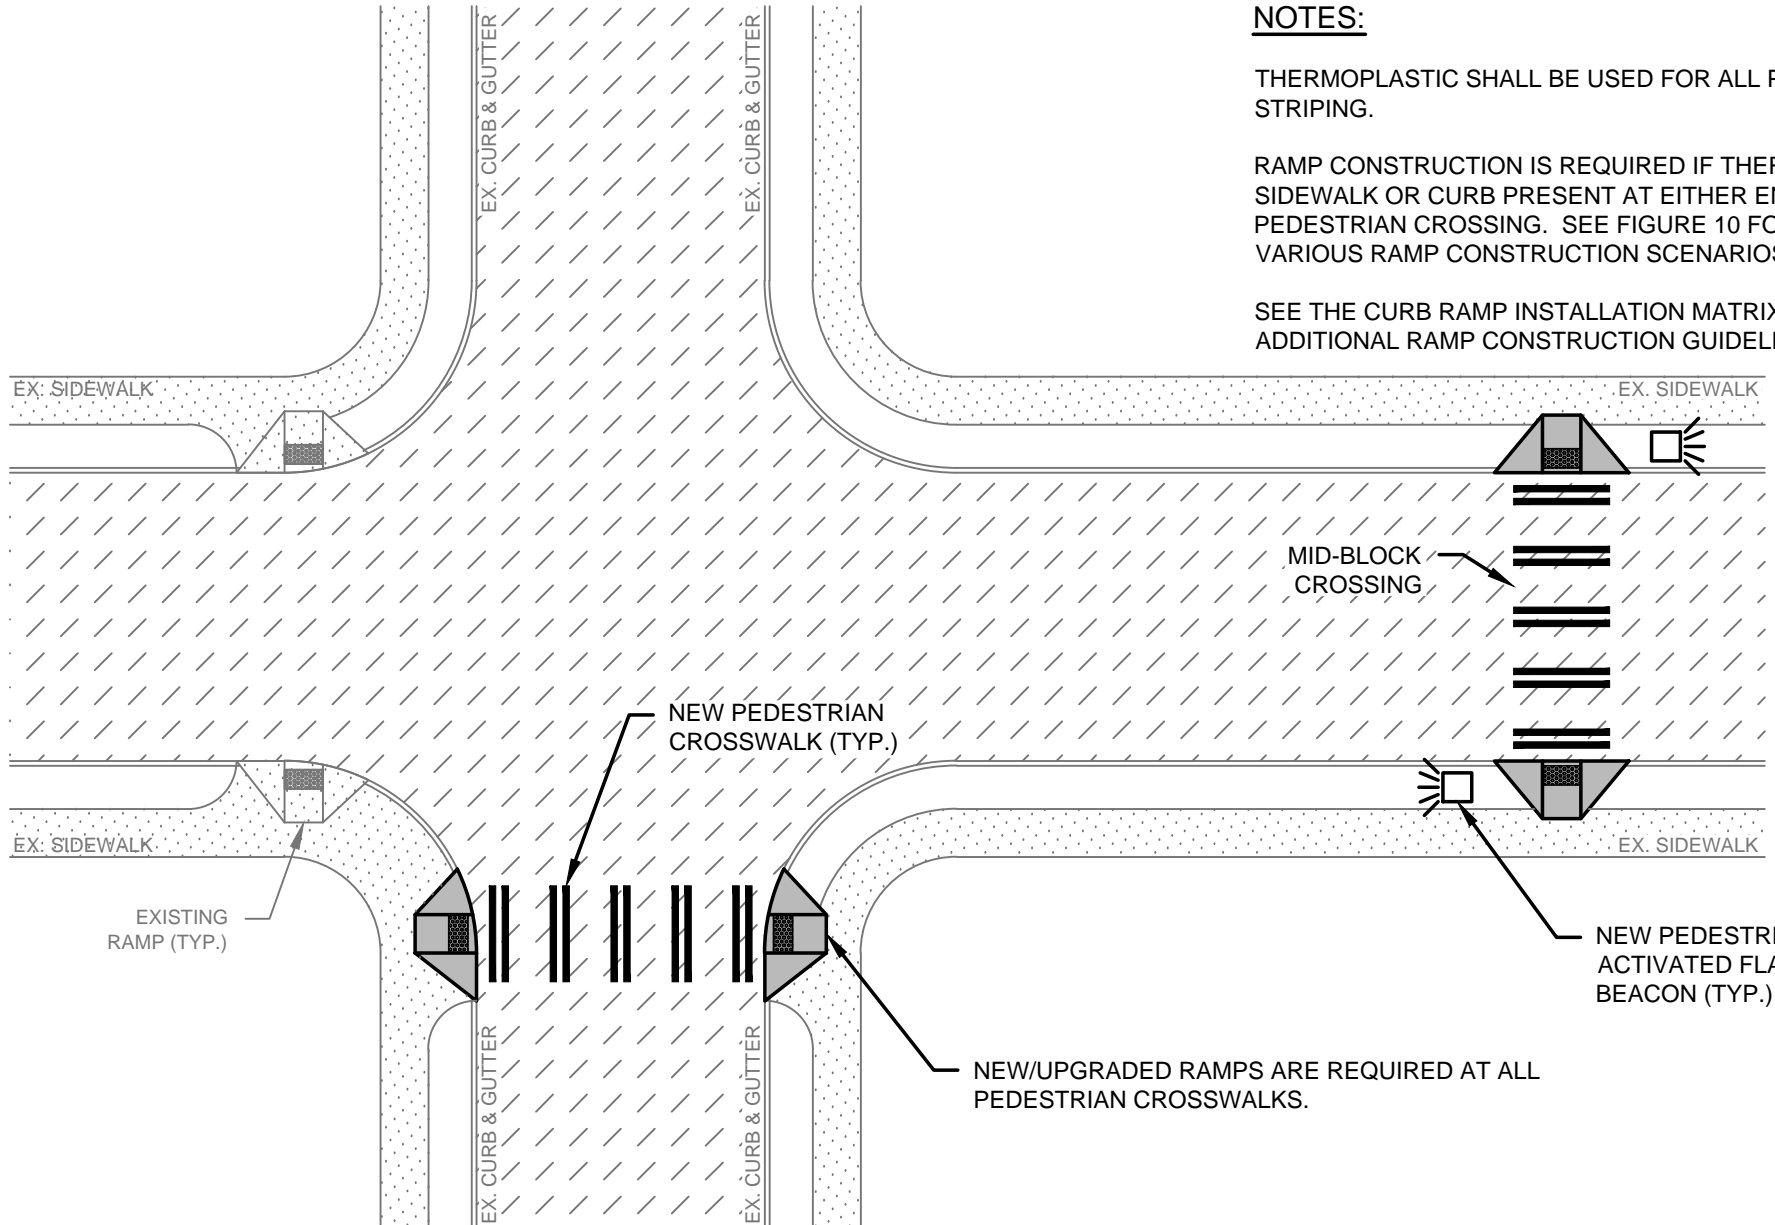 NOTES:
THERMOPLASTIC SHALL BE USED FOR ALL
STRIPING.
RAMP CONSTRUCTION IS REQUIRED IF
SIDEWALK OR CURB PRESENT AT EITHER
PEDESTRIAN CROSSING. SEE FIGURE 10
VARIOUS RAMP CONSTRUCTION SCENARIOS
SEE THE CURB RAMP INSTALLATION MATRIX
ADDITIONAL RAMP CONSTRUCTION
EX. CURB & GUTTER
EX. CURB & GUTTER
EX. SIDEWALK
EX. SIDEWALK
MID-BLOCK
CROSSING
NEW PEDESTRIAN
CROSSWALK (TYP.)
EX. SIDEWALK
EX. SIDEWALK
EXISTING
RAMP (TYP.)
NEW
ACTIVATED
BEACON (TYP.)
NEW/UPGRADED RAMPS ARE REQUIRED AT ALL
PEDESTRIAN CROSSWALKS.
EX. CURB & GUTTER
EX. CURB & GUTTER